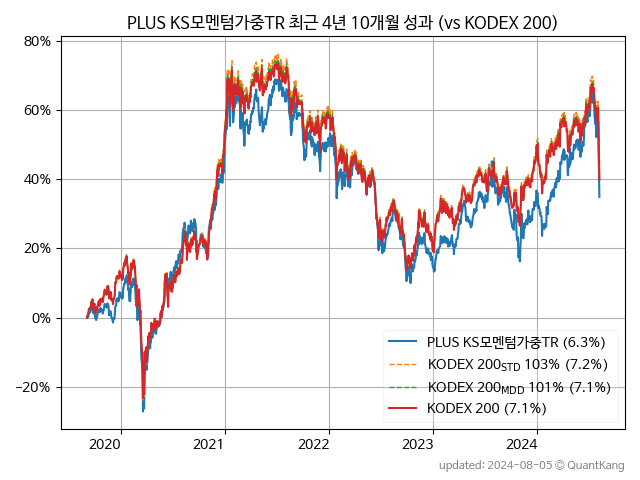 PLUS KS모멘텀가중TR 최근 4년 10개월 성과 (vs KODEX 200)
80%
60%
40%
20%
0%
−20%
PLUS KS모멘텀가중TR (6.3%)
KODEX 200STD 103% (7.2%)
KODEX 200MDD 101% (7.1%)
KODEX 200 (7.1%)
2020 2021 2022 2023 2024
updated: 2024-08-05 © QuantKang